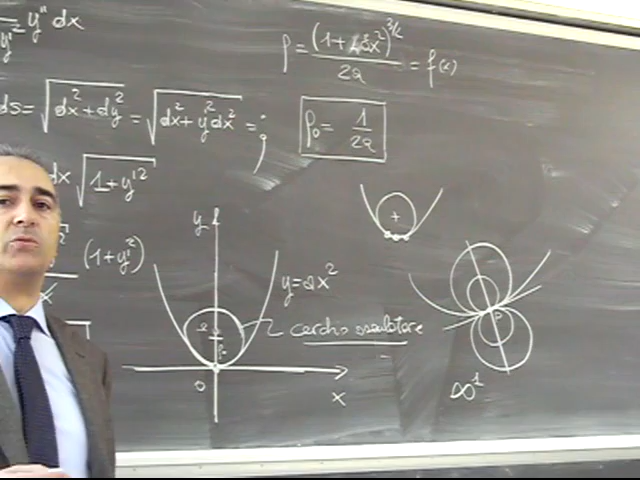 y'' dx
ρ = (1+4a²x²)^{3/2} / 2a = f(x)
ds = √(dx²+dy²) = √(dx²+y'²dx²) = ;
ρ₀ = 1/2a
dx √(1+y'²)
(1+y'²)
y
y=ax²
cerchio osculatore
P
0
x
∞¹